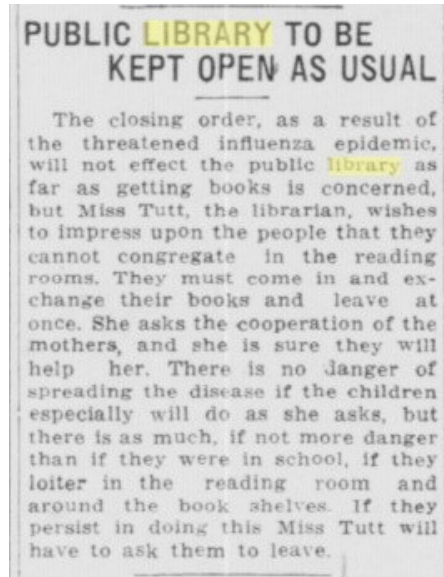 PUBLIC LIBRARY TO BE
KEPT OPEN AS USUAL
The closing order, as a result of
the threatened influenza epidemic,
will not effect the public library as
far as getting books is concerned,
but Miss Tutt, the librarian, wishes
to impress upon the people that they
cannot congregate in the reading
rooms. They must come in and ex-
change their books and leave at
once. She asks the cooperation of the
mothers, and she is sure they will
help her. There is no danger of
spreading the disease if the children
especially will do as she asks, but
there is as much, if not more danger
than if they were in school, if they
loiter in the reading room and
around the book shelves. If they
persist in doing this Miss Tutt will
have to ask them to leave.